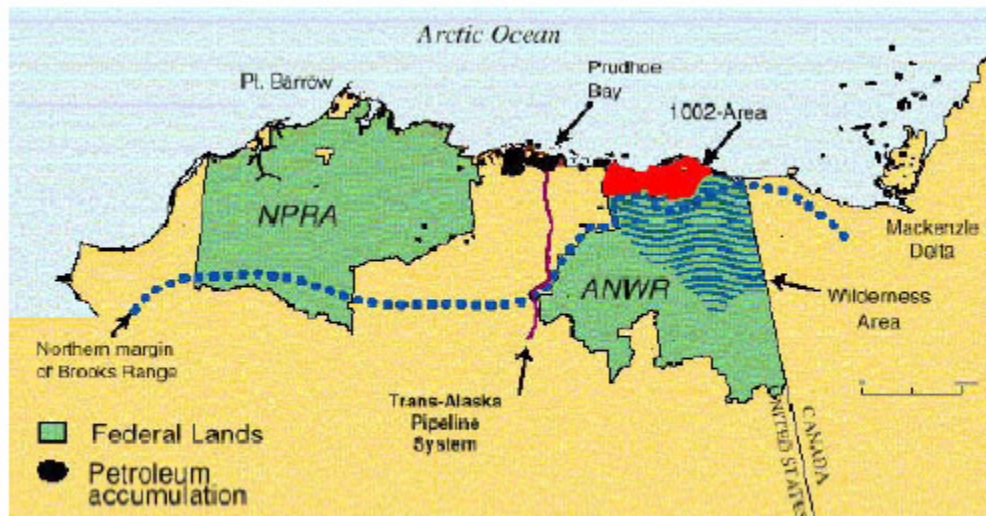 Arctic Ocean
Pt. Barrow
Prudhoe
Bay
1002-Area
NPRA
Mackenzie
Delta
ANWR
Wilderness
Area
Northern margin
of Brooks Range
Trans-Alaska
Pipeline
System
CANADA
UNITED STATES
Federal Lands
Petroleum
accumulation